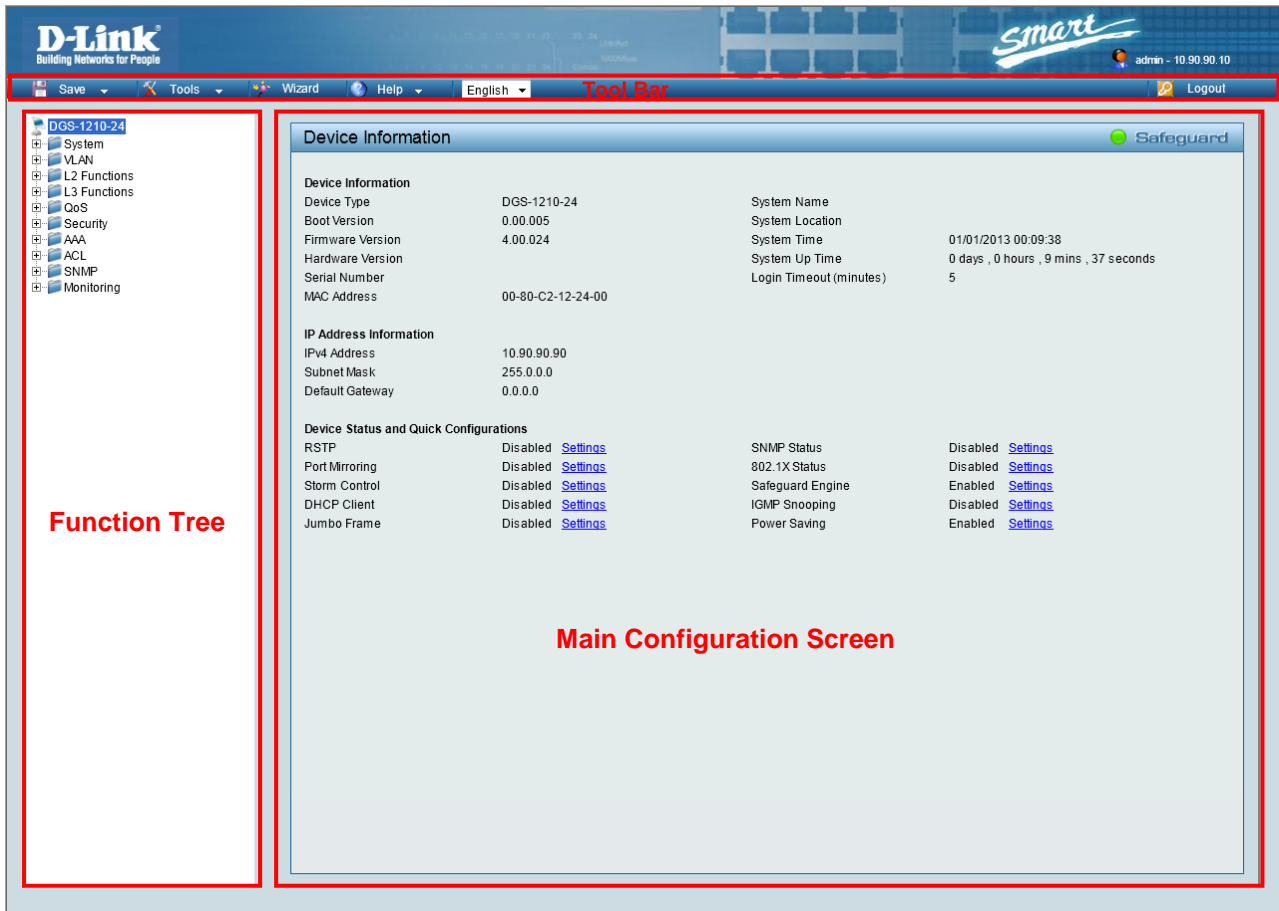 D-Link
Building Networks for People
smart
admin - 10.90.90.10
Save Tools Wizard Help English Tool Bar Logout
DGS-1210-24
System
VLAN
L2 Functions
L3 Functions
QoS
Security
AAA
ACL
SNMP
Monitoring
Function Tree
Device Information Safeguard
Device Information
Device Type DGS-1210-24 System Name
Boot Version 0.00.005 System Location
Firmware Version 4.00.024 System Time 01/01/2013 00:09:38
Hardware Version System Up Time 0 days , 0 hours , 9 mins , 37 seconds
Serial Number Login Timeout (minutes) 5
MAC Address 00-80-C2-12-24-00
IP Address Information
IPv4 Address 10.90.90.90
Subnet Mask 255.0.0.0
Default Gateway 0.0.0.0
Device Status and Quick Configurations
RSTP Disabled Settings SNMP Status Disabled Settings
Port Mirroring Disabled Settings 802.1X Status Disabled Settings
Storm Control Disabled Settings Safeguard Engine Enabled Settings
DHCP Client Disabled Settings IGMP Snooping Disabled Settings
Jumbo Frame Disabled Settings Power Saving Enabled Settings
Main Configuration Screen